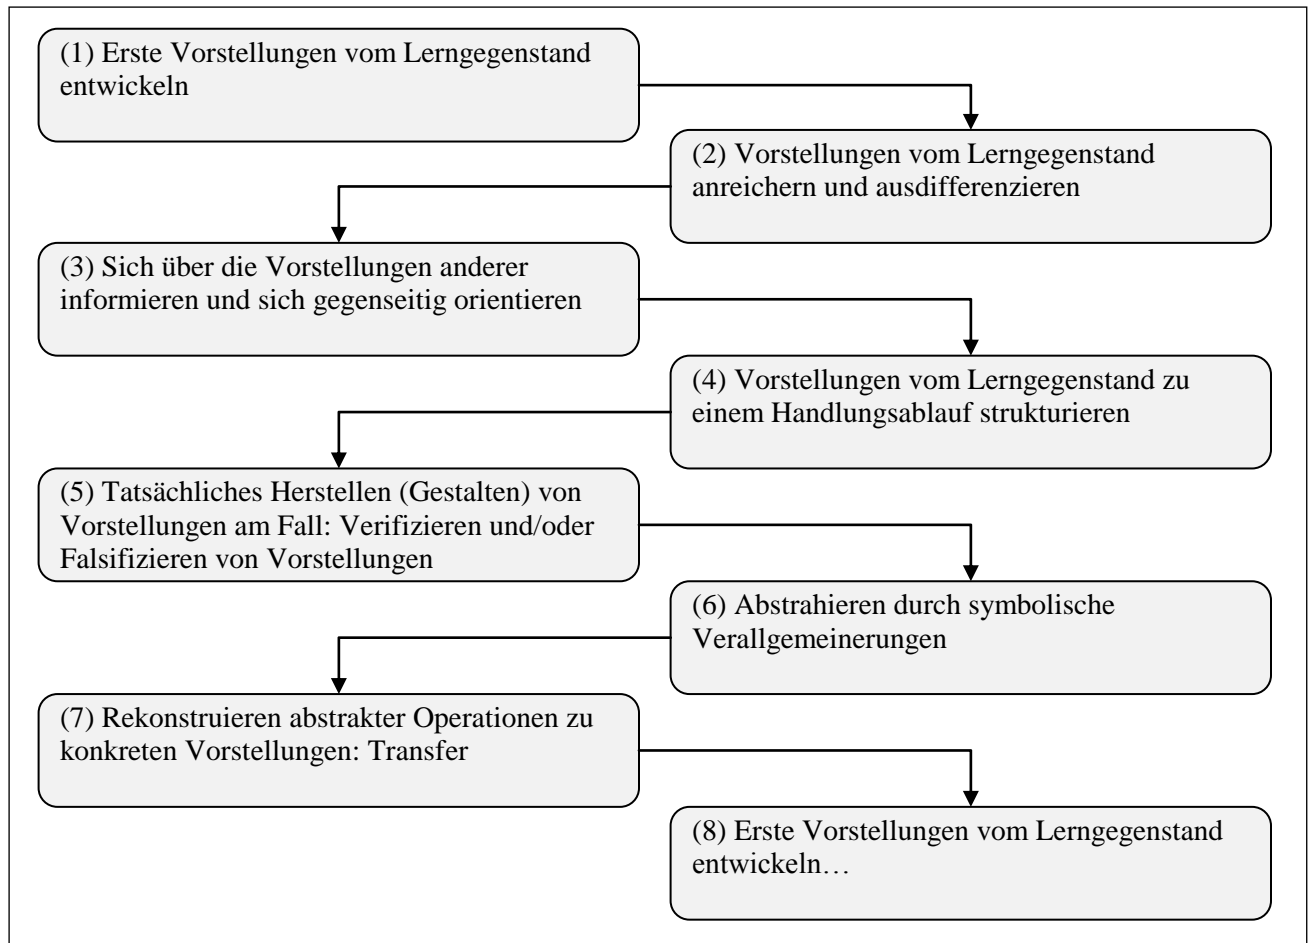 (1) Erste Vorstellungen vom Lerngegenstand
entwickeln
(2) Vorstellungen vom Lerngegenstand
anreichern und ausdifferenzieren
(3) Sich über die Vorstellungen anderer
informieren und sich gegenseitig orientieren
(4) Vorstellungen vom Lerngegenstand zu
einem Handlungsablauf strukturieren
(5) Tatsächliches Herstellen (Gestalten) von
Vorstellungen am Fall: Verifizieren und/oder
Falsifizieren von Vorstellungen
(6) Abstrahieren durch symbolische
Verallgemeinerungen
(7) Rekonstruieren abstrakter Operationen zu
konkreten Vorstellungen: Transfer
(8) Erste Vorstellungen vom Lerngegenstand
entwickeln…